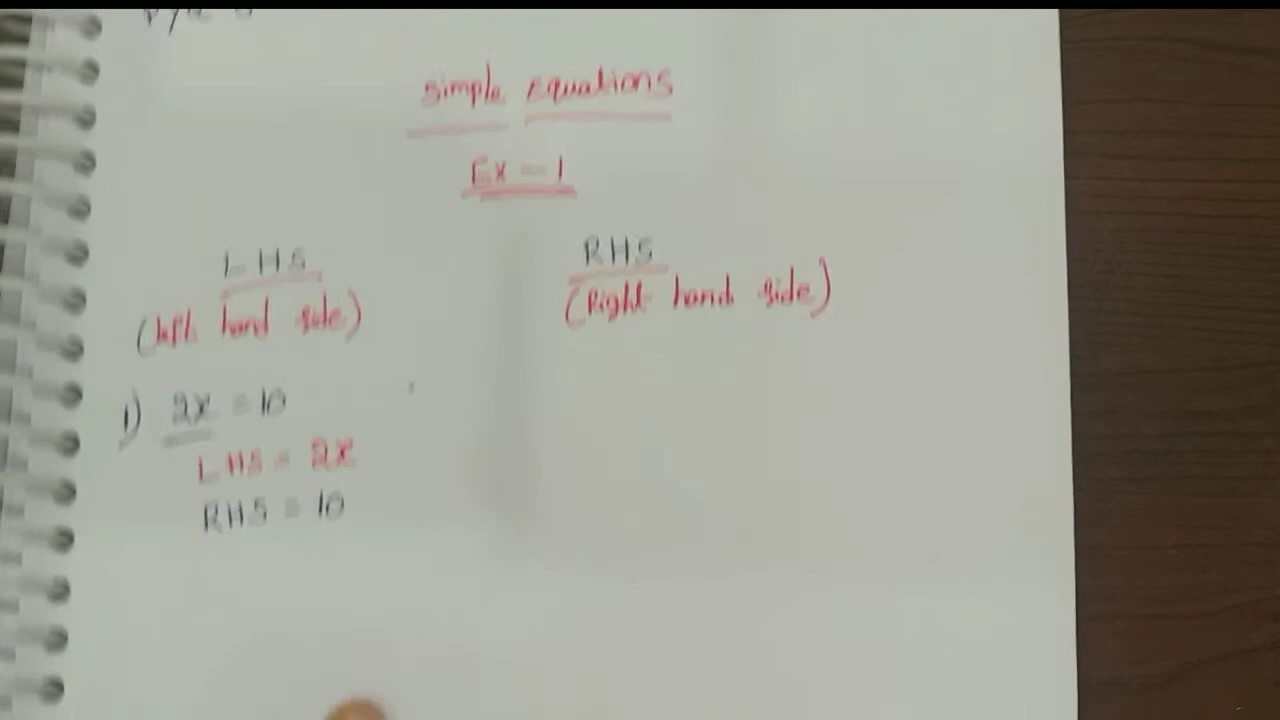 Simple Equations
Ex - 1
LHS RHS
(left hand side) (Right hand side)
1) 2x = 10
LHS = 2x
RHS = 10